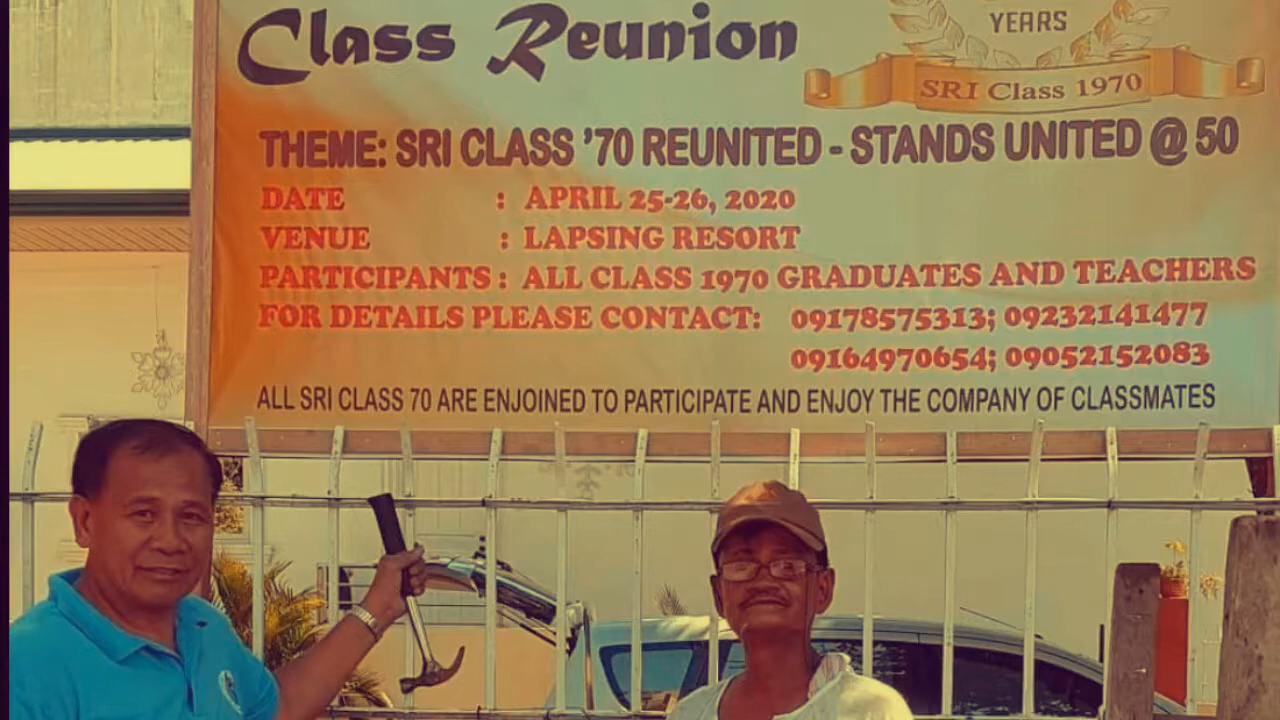 Class Reunion
YEARS
SRI Class 1970
THEME: SRI CLASS ’70 REUNITED - STANDS UNITED @ 50
DATE : APRIL 25-26, 2020
VENUE : LAPSING RESORT
PARTICIPANTS : ALL CLASS 1970 GRADUATES AND TEACHERS
FOR DETAILS PLEASE CONTACT: 09178575313; 09232141477
09164970654; 09052152083
ALL SRI CLASS 70 ARE ENJOINED TO PARTICIPATE AND ENJOY THE COMPANY OF CLASSMATES